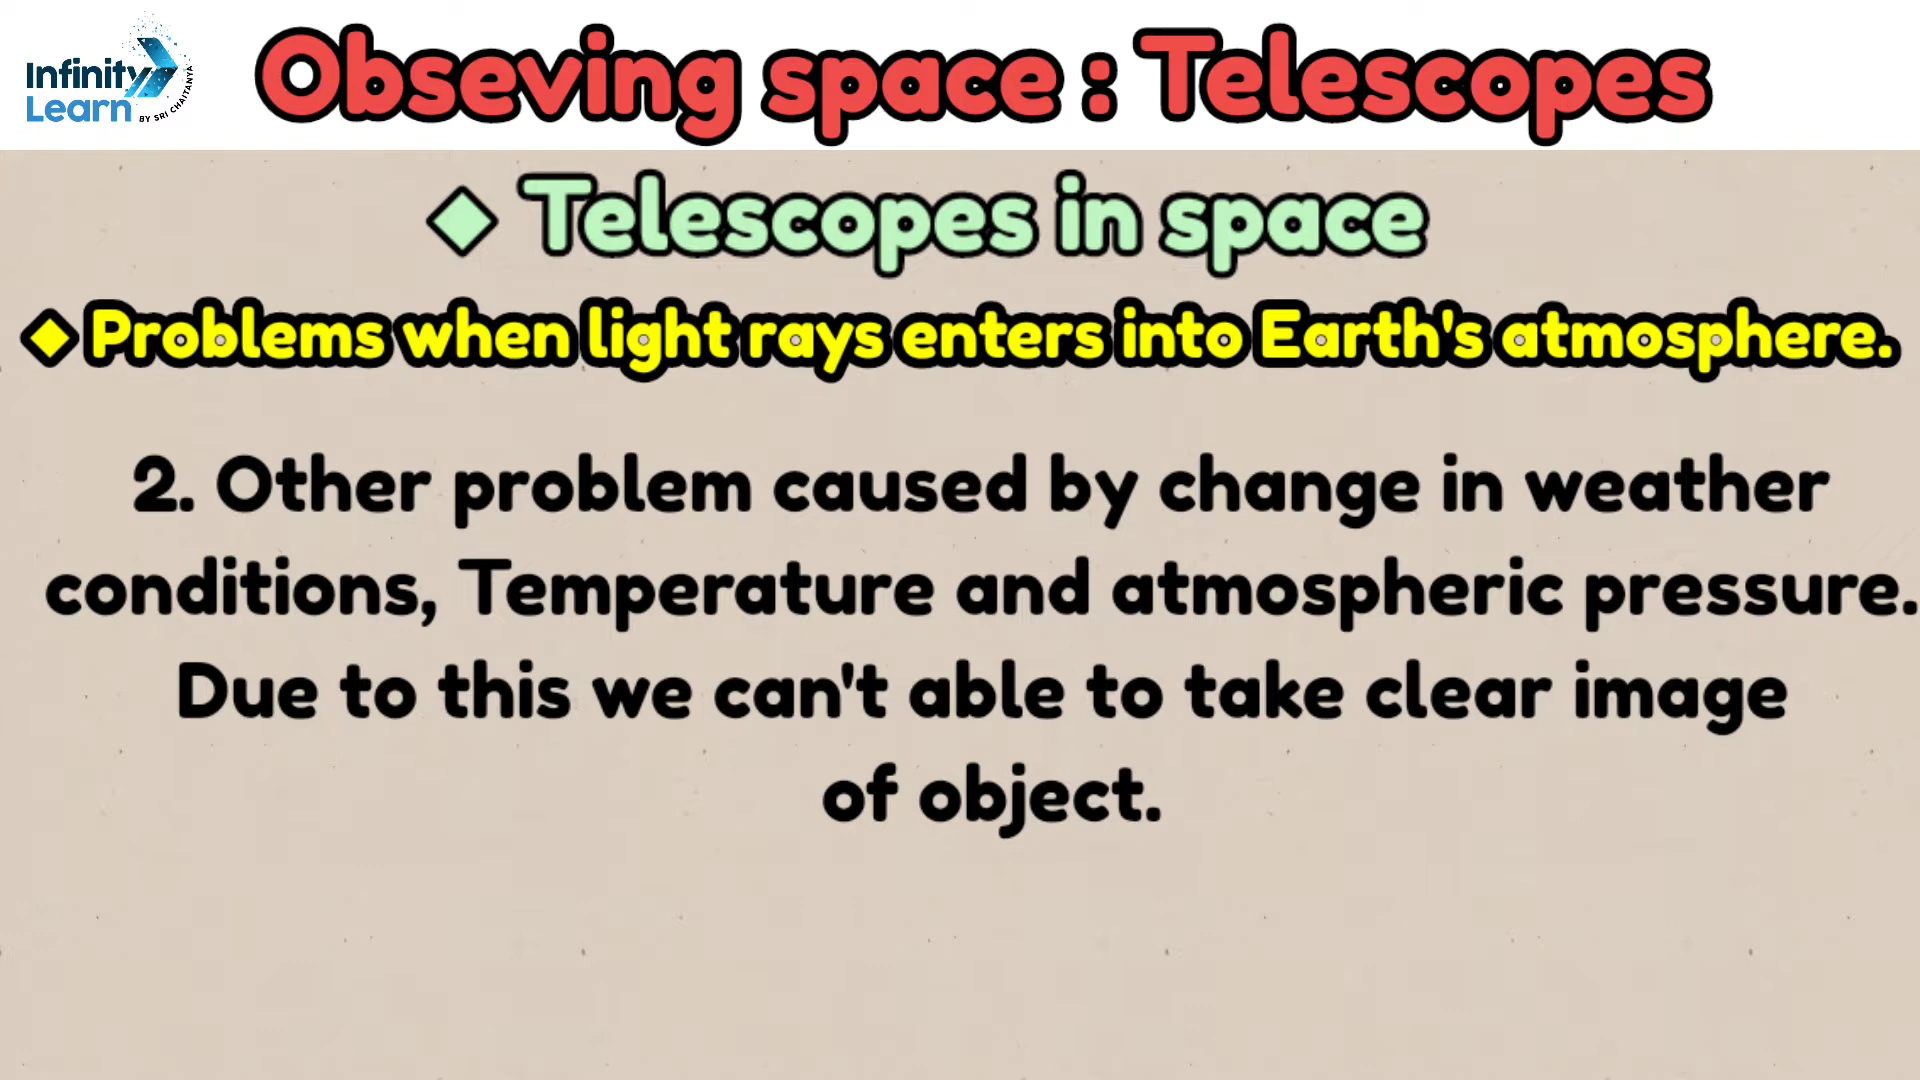 Infinity
Learn
BY SRI CHAITANYA
Obseving space : Telescopes
◆ Telescopes in space
◆ Problems when light rays enters into Earth's atmosphere.
2. Other problem caused by change in weather
conditions, Temperature and atmospheric pressure.
Due to this we can't able to take clear image
of object.